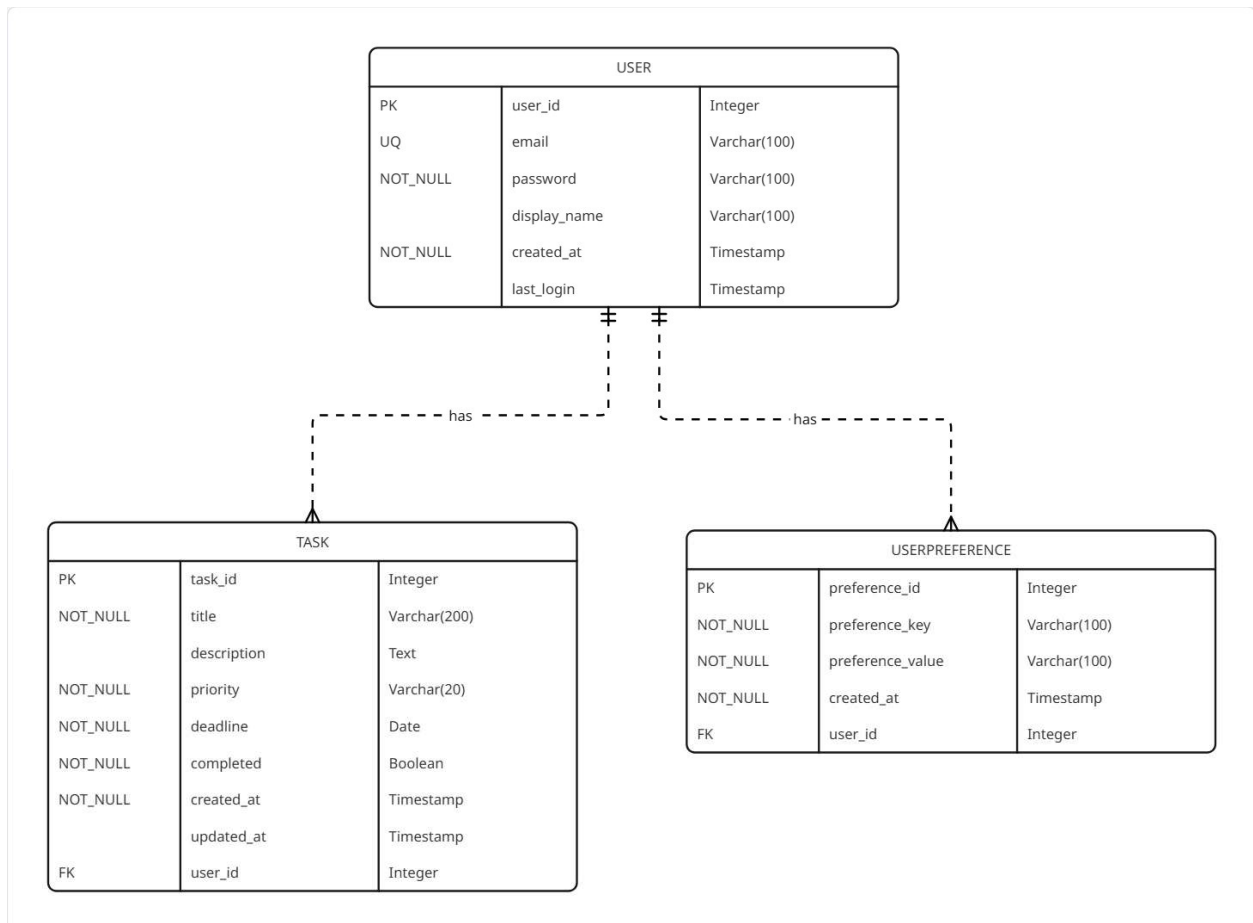 USER
PK user_id Integer
UQ email Varchar(100)
NOT_NULL password Varchar(100)
display_name Varchar(100)
NOT_NULL created_at Timestamp
last_login Timestamp
has
has
TASK
PK task_id Integer
NOT_NULL title Varchar(200)
description Text
NOT_NULL priority Varchar(20)
NOT_NULL deadline Date
NOT_NULL completed Boolean
NOT_NULL created_at Timestamp
updated_at Timestamp
FK user_id Integer
USERPREFERENCE
PK preference_id Integer
NOT_NULL preference_key Varchar(100)
NOT_NULL preference_value Varchar(100)
NOT_NULL created_at Timestamp
FK user_id Integer